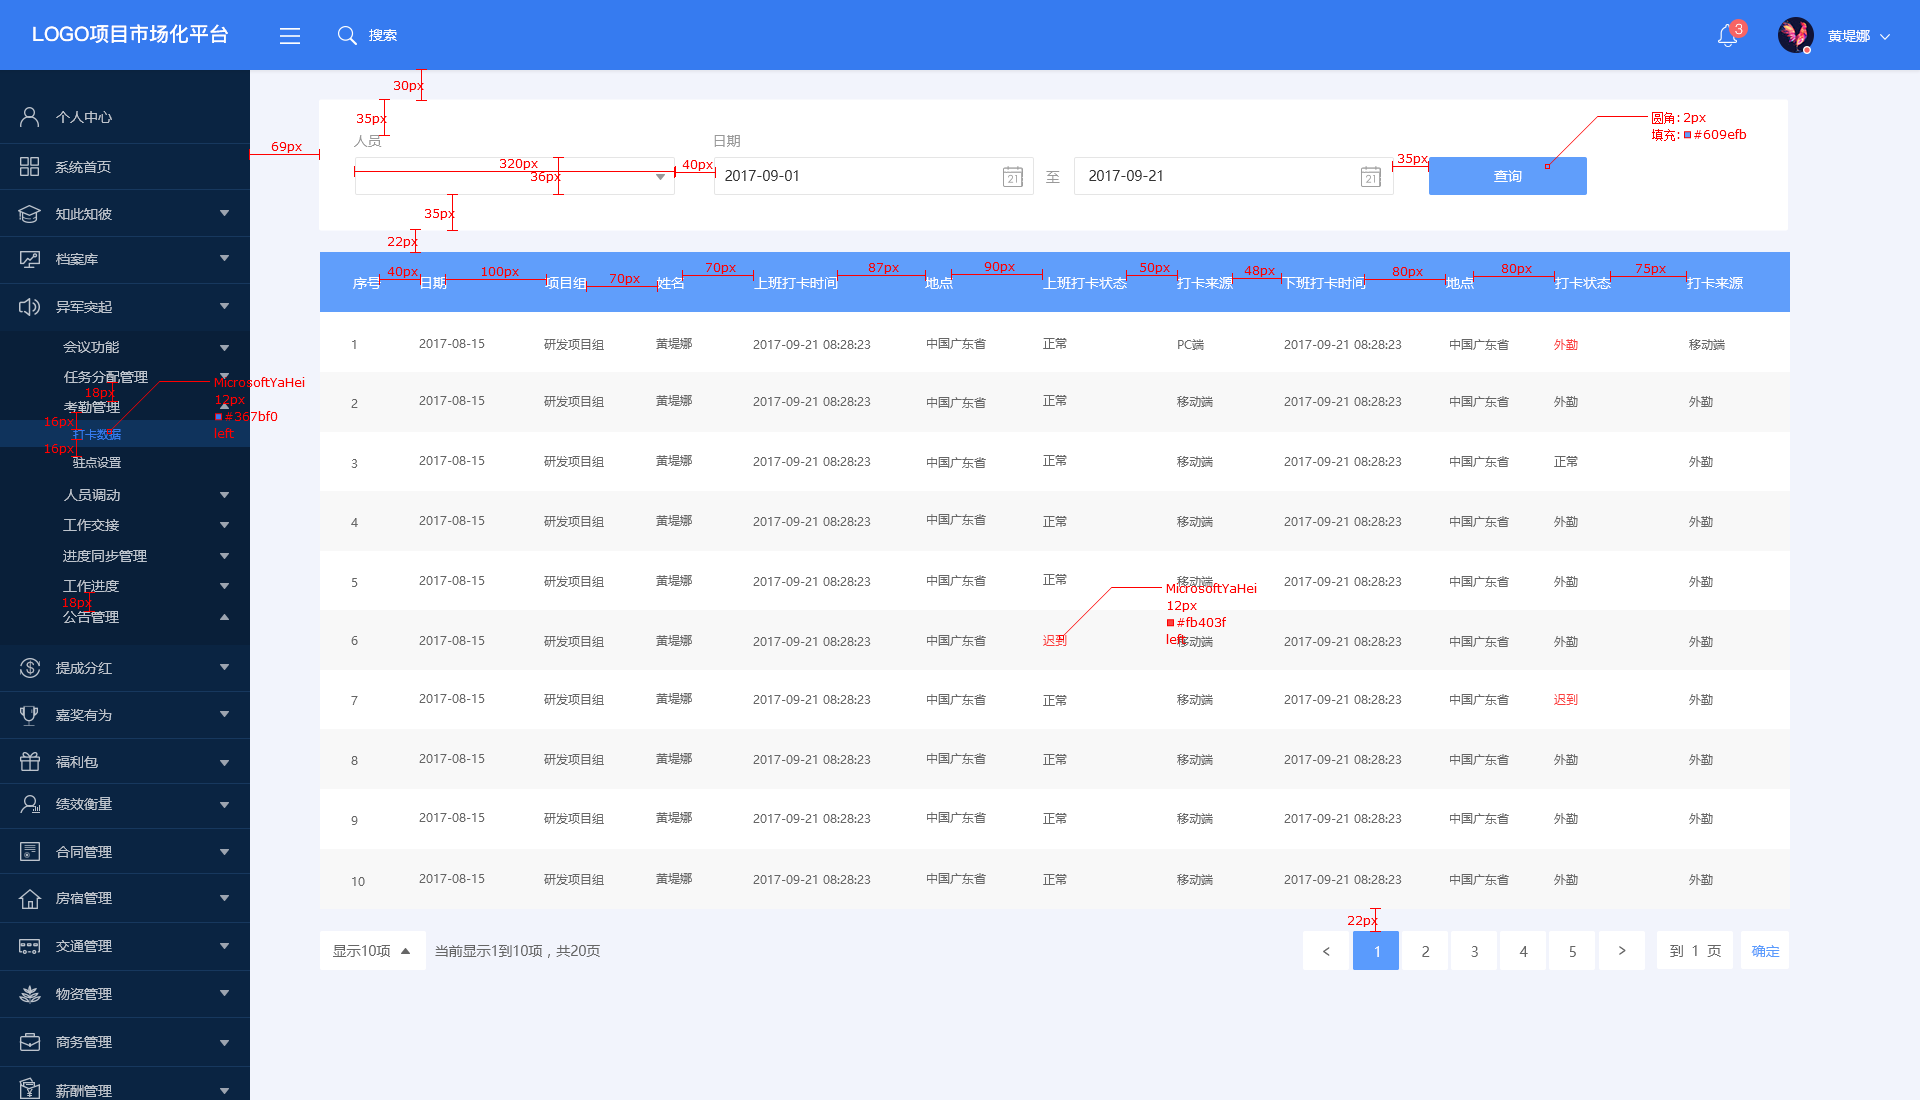 LOGO项目市场化平台
搜索
3
黄堤娜
个人中心
系统首页
知此知彼
档案库
异军突起
会议功能
任务分配管理
18px
考勤管理
16px
打卡数据
16px
驻点设置
MicrosoftYaHei
12px
#367bf0
left
人员调动
工作交接
进度同步管理
工作进度
18px
公告管理
提成分红
嘉奖有为
福利包
绩效衡量
合同管理
房宿管理
交通管理
物资管理
商务管理
薪酬管理
30px
35px
69px
人员
日期
320px
36px
40px
2017-09-01
21
至
2017-09-21
21
35px
查询
圆角: 2px
填充: #609efb
35px
22px
40px 100px 70px 70px 87px 90px 50px 48px 80px 80px 75px
序号 日期 项目组 姓名 上班打卡时间 地点 上班打卡状态 打卡来源 下班打卡时间 地点 打卡状态 打卡来源
1 2017-08-15 研发项目组 黄堤娜 2017-09-21 08:28:23 中国广东省 正常 PC端 2017-09-21 08:28:23 中国广东省 外勤 移动端
2 2017-08-15 研发项目组 黄堤娜 2017-09-21 08:28:23 中国广东省 正常 移动端 2017-09-21 08:28:23 中国广东省 外勤 外勤
3 2017-08-15 研发项目组 黄堤娜 2017-09-21 08:28:23 中国广东省 正常 移动端 2017-09-21 08:28:23 中国广东省 正常 外勤
4 2017-08-15 研发项目组 黄堤娜 2017-09-21 08:28:23 中国广东省 正常 移动端 2017-09-21 08:28:23 中国广东省 外勤 外勤
5 2017-08-15 研发项目组 黄堤娜 2017-09-21 08:28:23 中国广东省 正常 移动端 2017-09-21 08:28:23 中国广东省 外勤 外勤
MicrosoftYaHei
12px
#fb403f
left
6 2017-08-15 研发项目组 黄堤娜 2017-09-21 08:28:23 中国广东省 迟到 移动端 2017-09-21 08:28:23 中国广东省 外勤 外勤
7 2017-08-15 研发项目组 黄堤娜 2017-09-21 08:28:23 中国广东省 正常 移动端 2017-09-21 08:28:23 中国广东省 迟到 外勤
8 2017-08-15 研发项目组 黄堤娜 2017-09-21 08:28:23 中国广东省 正常 移动端 2017-09-21 08:28:23 中国广东省 外勤 外勤
9 2017-08-15 研发项目组 黄堤娜 2017-09-21 08:28:23 中国广东省 正常 移动端 2017-09-21 08:28:23 中国广东省 外勤 外勤
10 2017-08-15 研发项目组 黄堤娜 2017-09-21 08:28:23 中国广东省 正常 移动端 2017-09-21 08:28:23 中国广东省 外勤 外勤
22px
显示10项
当前显示1到10项，共20页
< 1 2 3 4 5 > 到 1 页 确定